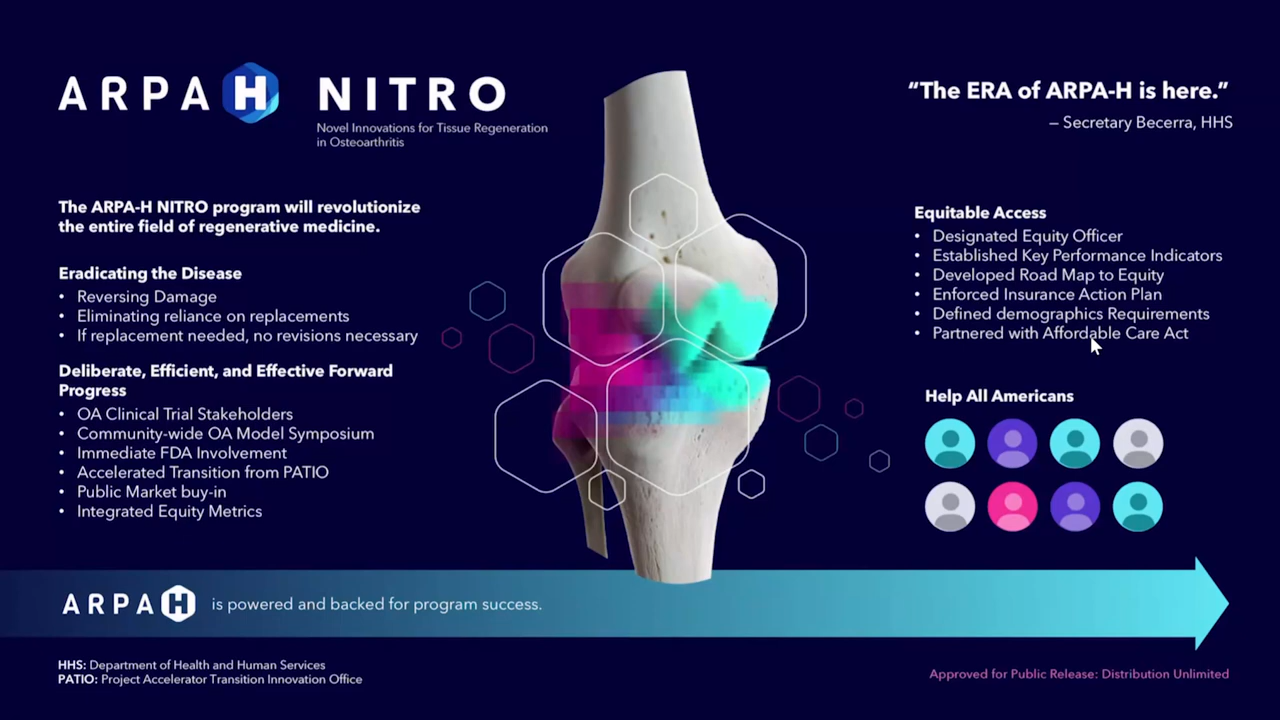 ARPA H NITRO
Novel Innovations for Tissue Regeneration
in Osteoarthritis
“The ERA of ARPA-H is here.”
– Secretary Becerra, HHS
The ARPA-H NITRO program will revolutionize
the entire field of regenerative medicine.
Eradicating the Disease
• Reversing Damage
• Eliminating reliance on replacements
• If replacement needed, no revisions necessary
Deliberate, Efficient, and Effective Forward
Progress
• OA Clinical Trial Stakeholders
• Community-wide OA Model Symposium
• Immediate FDA Involvement
• Accelerated Transition from PATIO
• Public Market buy-in
• Integrated Equity Metrics
Equitable Access
• Designated Equity Officer
• Established Key Performance Indicators
• Developed Road Map to Equity
• Enforced Insurance Action Plan
• Defined demographics Requirements
• Partnered with Affordable Care Act
Help All Americans
ARPA H is powered and backed for program success.
HHS: Department of Health and Human Services
PATIO: Project Accelerator Transition Innovation Office
Approved for Public Release: Distribution Unlimited